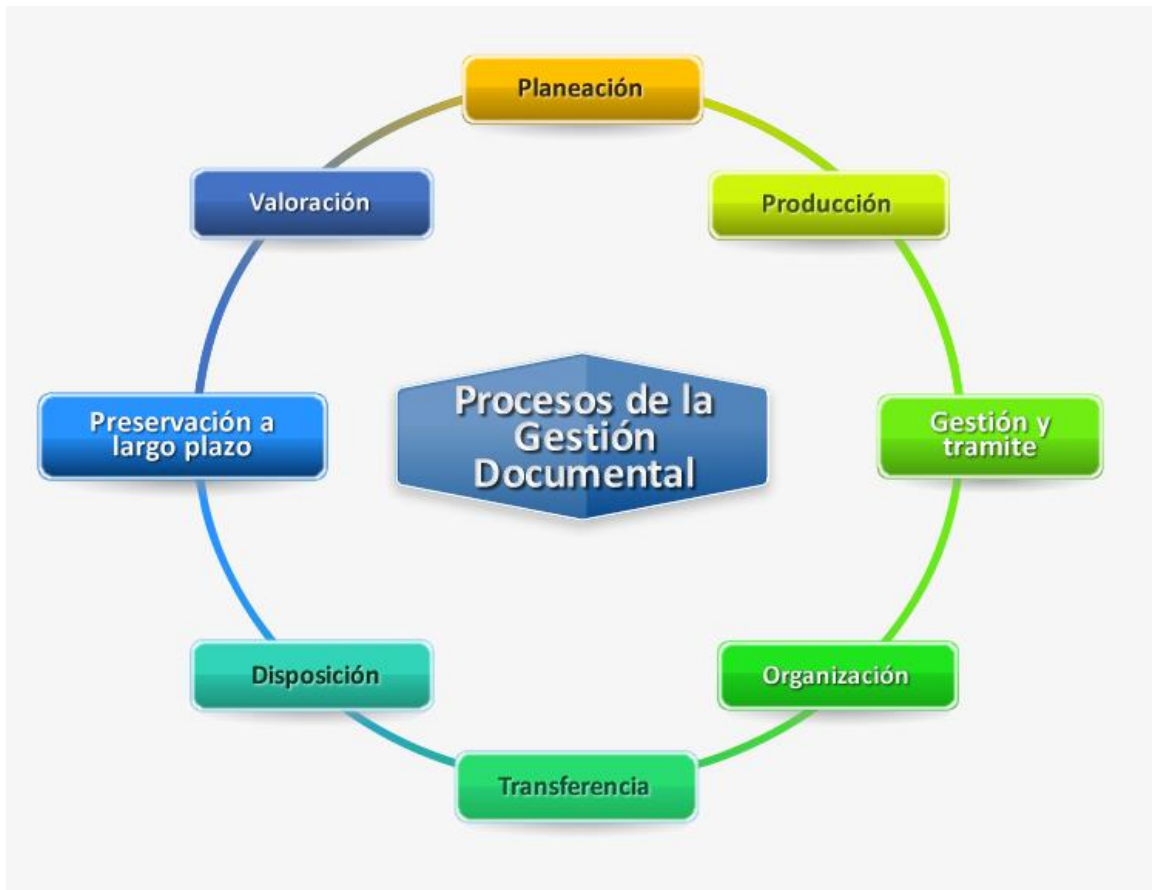 Planeación
Valoración
Producción
Procesos de la
Gestión
Documental
Preservación a
largo plazo
Gestión y
tramite
Disposición
Organización
Transferencia